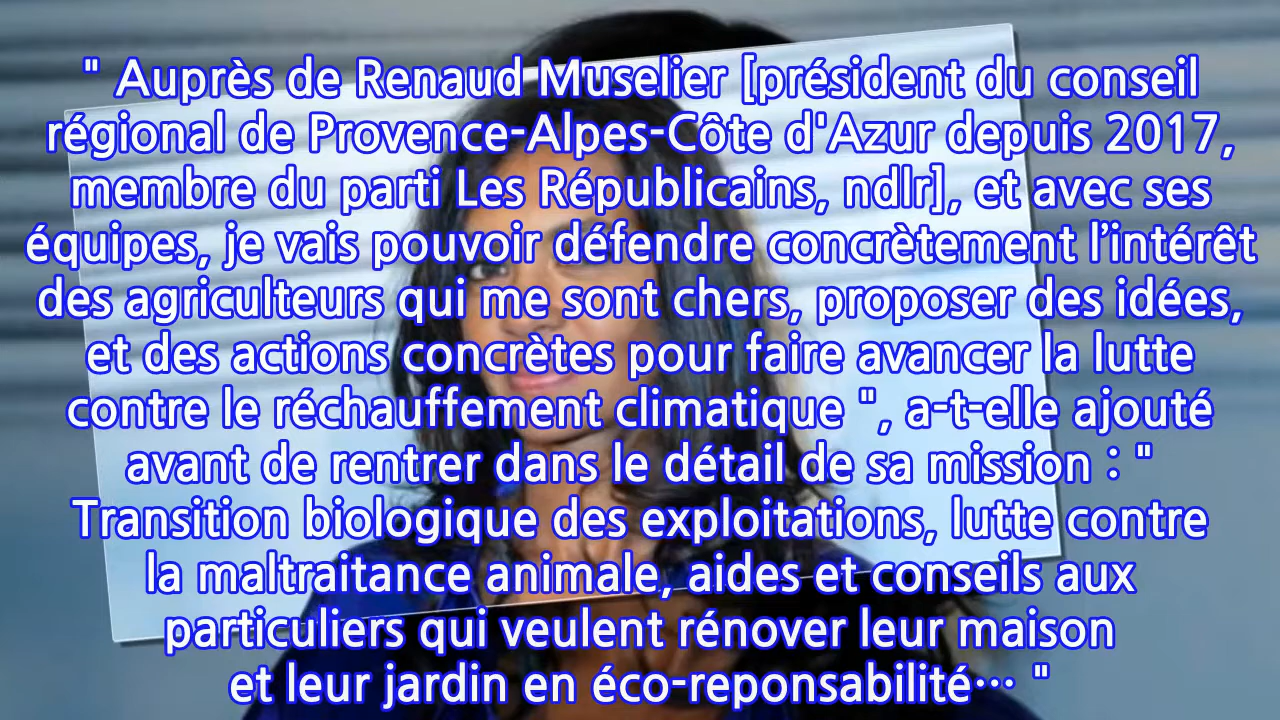 " Auprès de Renaud Muselier [président du conseil
régional de Provence-Alpes-Côte d'Azur depuis 2017,
membre du parti Les Républicains, ndlr], et avec ses
équipes, je vais pouvoir défendre concrètement l’intérêt
des agriculteurs qui me sont chers, proposer des idées,
et des actions concrètes pour faire avancer la lutte
contre le réchauffement climatique ", a-t-elle ajouté
avant de rentrer dans le détail de sa mission : "
Transition biologique des exploitations, lutte contre
la maltraitance animale, aides et conseils aux
particuliers qui veulent rénover leur maison
et leur jardin en éco-reponsabilité… "